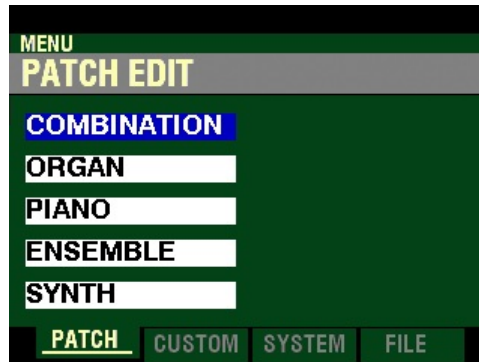 MENU
PATCH EDIT
COMBINATION
ORGAN
PIANO
ENSEMBLE
SYNTH
PATCH CUSTOM SYSTEM FILE